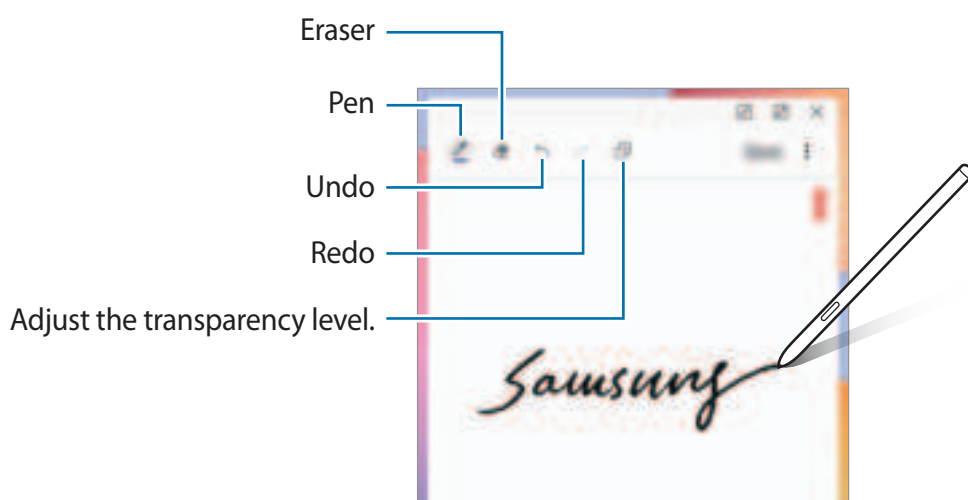 Eraser
Pen
Undo
Redo
Adjust the transparency level.
Samsung